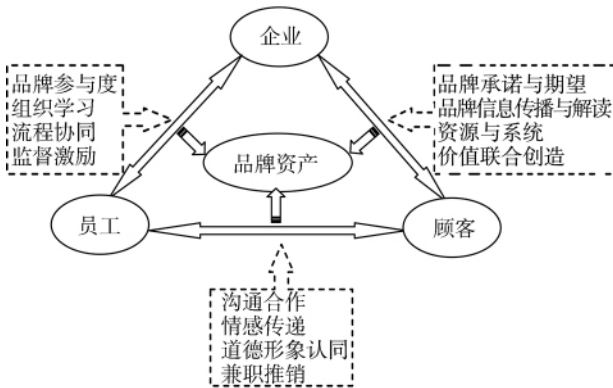 企业
品牌参与度
组织学习
流程协同
监督激励
品牌承诺与期望
品牌信息传播与解读
资源与系统
价值联合创造
品牌资产
员工
顾客
沟通合作
情感传递
道德形象认同
兼职推销